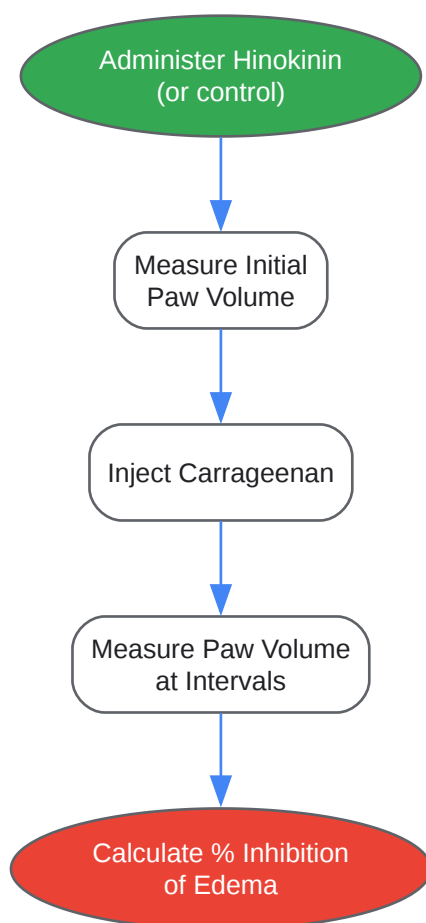 Administer Hinokinin
(or control)
Measure Initial
Paw Volume
Inject Carrageenan
Measure Paw Volume
at Intervals
Calculate % Inhibition
of Edema